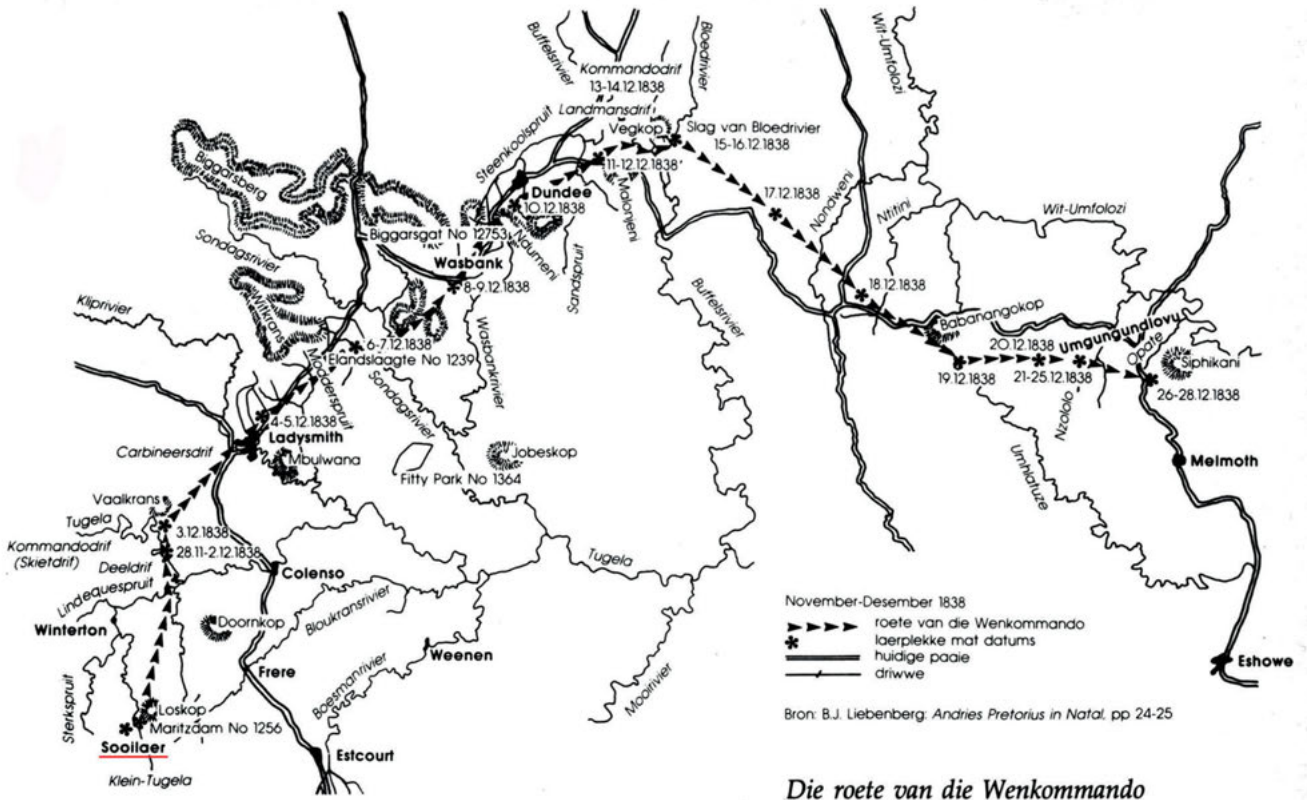 Buffelsrivier
Kommandodrif
13-14.12.1838
Bloedrivier
Wit-Umfolozi
Landmansdrif
Vegkop
Slag van Bloedrivier
15-16.12.1838
Steenkoolspruit
Biggarsberg
11-12.12.1838
Dundee
10.12.1838
Malonjeni
17.12.1838
Nondweni
Ntitini
Wit-Umfolozi
Biggarsgat No 12753
Naumeni
Sondagsrivier
Wasbank
Sandspruit
8-9.12.1838
Buffelsrivier
18.12.1838
Kliprivier
Witkrans
Wasbankrivier
Babanangokop
6-7.12.1838
Elandslaagte No 1239
20.12.1838
Umgungundlovu
Opate
Siphikani
19.12.1838
21-25.12.1838
26-28.12.1838
Modderspruit
Sondagsrivier
Nzololo
4-5.12.1838
Ladysmith
Carbineersdrif
Mbulwana
Jobeskop
Fitty Park No 1364
Umhlatuze
Melmoth
Vaalkrans
Tugela
3.12.1838
Kommandodrif
(Skietdrif)
28.11-2.12.1838
Deeldrif
Tugela
Colenso
Lindequespruit
Winterton
Doornkop
Bloukransrivier
Weenen
Frere
Boesmanrivier
Mooirivier
Sterkspruit
Loskop
Maritzdam No 1256
Sooilaer
Klein-Tugela
Estcourt
Eshowe
November-Desember 1838
roete van die Wenkommando
laerplekke mat datums
huidige paaie
driwwe
Bron: B.J. Liebenberg: Andries Pretorius in Natal, pp 24-25
Die roete van die Wenkommando